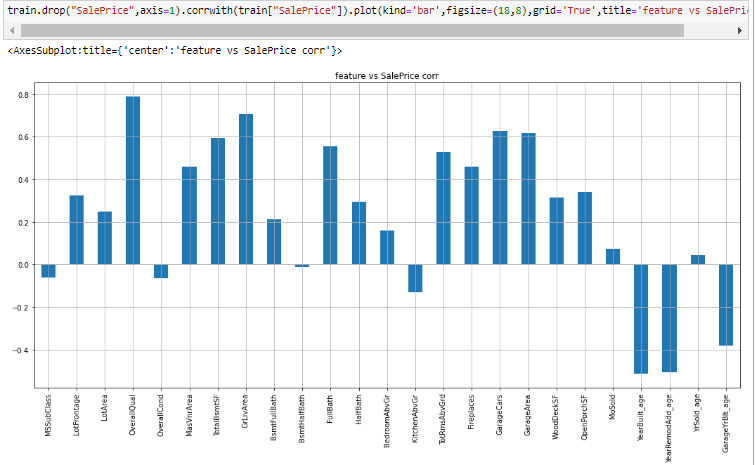 train.drop("SalePrice",axis=1).corrwith(train["SalePrice"]).plot(kind='bar',figsize=(18,8),grid='True',title='feature vs SalePri
<AxesSubplot:title={'center':'feature vs SalePrice corr'}>
feature vs SalePrice corr
0.8
0.6
0.4
0.2
0.0
−0.2
−0.4
MSSubClass
LotFrontage
LotArea
OverallQual
OverallCond
MasVnrArea
TotalBsmtSF
GrLivArea
BsmtFullBath
BsmtHalfBath
FullBath
HalfBath
BedroomAbvGr
KitchenAbvGr
TotRmsAbvGrd
Fireplaces
GarageCars
GarageArea
WoodDeckSF
OpenPorchSF
MoSold
YearBuilt_age
YearRemodAdd_age
YrSold_age
GarageYrBlt_age